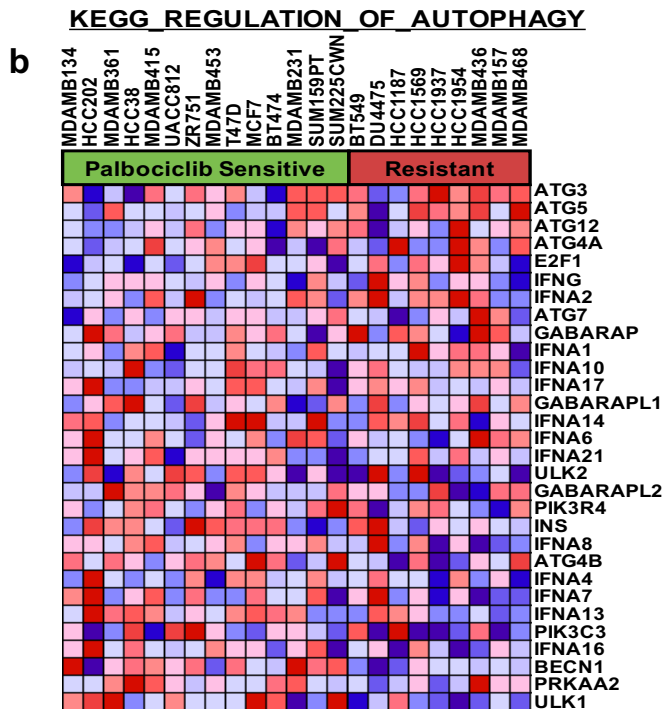 KEGG_REGULATION_OF_AUTOPHAGY
b
MDAMB134
HCC202
MDAMB361
HCC38
MDAMB415
UACC812
ZR751
MDAMB453
T47D
MCF7
BT474
MDAMB231
SUM159PT
SUM225CWN
BT549
DU4475
HCC1187
HCC1569
HCC1937
HCC1954
MDAMB436
MDAMB157
MDAMB468
Palbociclib Sensitive
Resistant
ATG3
ATG5
ATG12
ATG4A
E2F1
IFNG
IFNA2
ATG7
GABARAP
IFNA1
IFNA10
IFNA17
GABARAPL1
IFNA14
IFNA6
IFNA21
ULK2
GABARAPL2
PIK3R4
INS
IFNA8
ATG4B
IFNA4
IFNA7
IFNA13
PIK3C3
IFNA16
BECN1
PRKAA2
ULK1